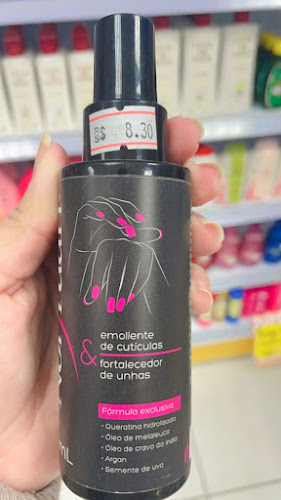 R$ 8.30
emoliente
de cutículas
&
fortalecedor
de unhas
Fórmula exclusiva
- Queratina hidrolisada
- Óleo de melaleuca
- Óleo de cravo da índia
- Argan
- Semente de uva
mL